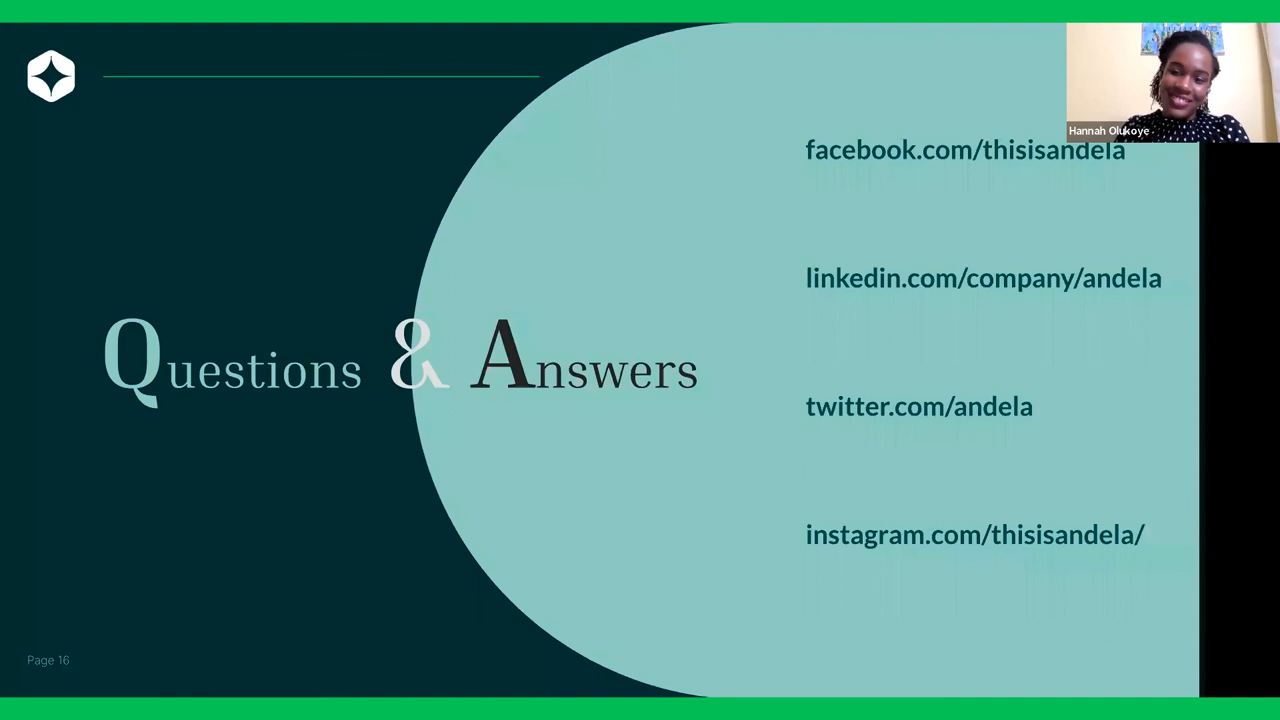 Hannah Olukoye
facebook.com/thisisandela
linkedin.com/company/andela
Questions & Answers
twitter.com/andela
instagram.com/thisisandela/
Page 16